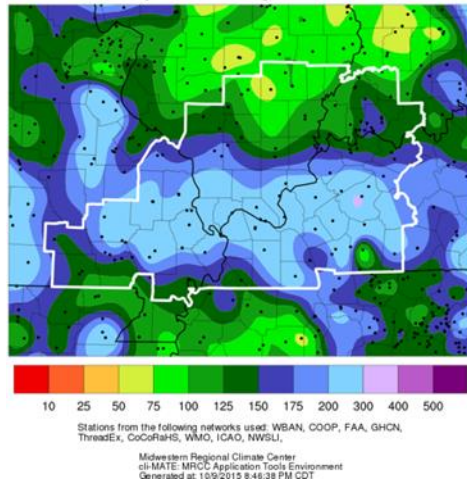 10 25 50 75 100 125 150 175 200 300 400 500
Stations from the following networks used: WBAN, COOP, FAA, GHCN,
ThreadEx, CoCoRaHS, WMO, ICAO, NWSLI,
Midwestern Regional Climate Center
cli-MATE: MRCC Application Tools Environment
Generated at: 10/9/2015 8:46:38 PM CDT